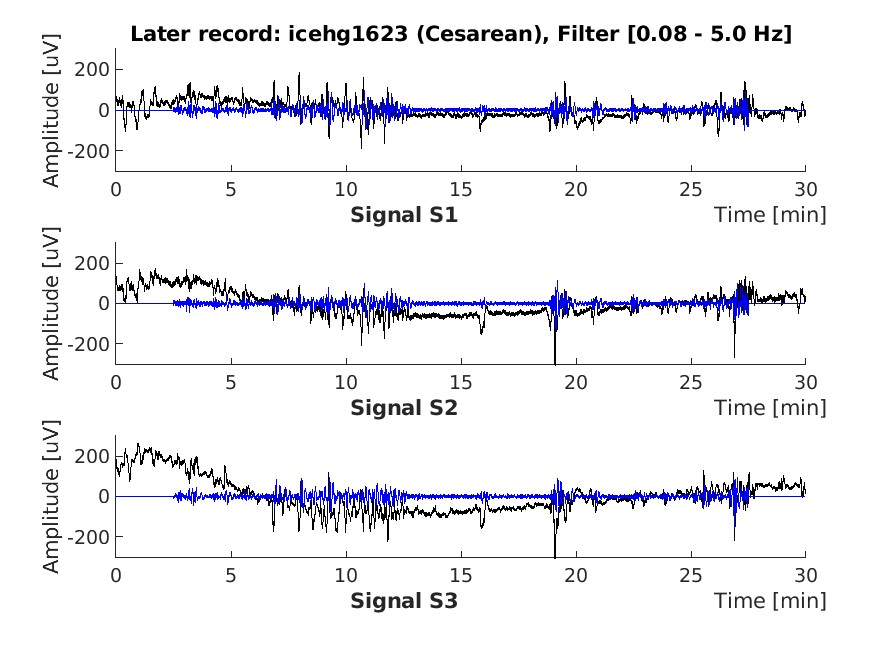 Later record: icehg1623 (Cesarean), Filter [0.08 - 5.0 Hz]
Amplitude [uV]
200
0
-200
0 5 10 15 20 25 30
Signal S1 Time [min]
Amplitude [uV]
200
0
-200
0 5 10 15 20 25 30
Signal S2 Time [min]
Amplitude [uV]
200
0
-200
0 5 10 15 20 25 30
Signal S3 Time [min]